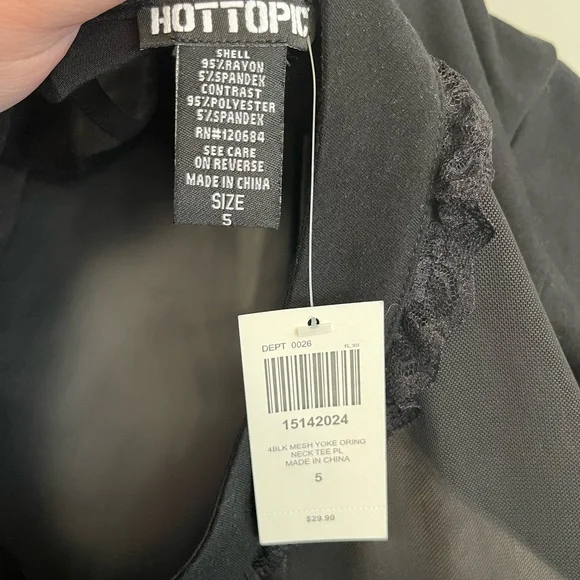 HOTTOPIC
SHELL
95%RAYON
5%SPANDEX
CONTRAST
95%POLYESTER
5%SPANDEX
RN#120684
SEE CARE
ON REVERSE
MADE IN CHINA
SIZE
5
DEPT 0026
15142024
4BLK MESH YOKE ORING
NECK TEE PL
MADE IN CHINA
5
$29.90